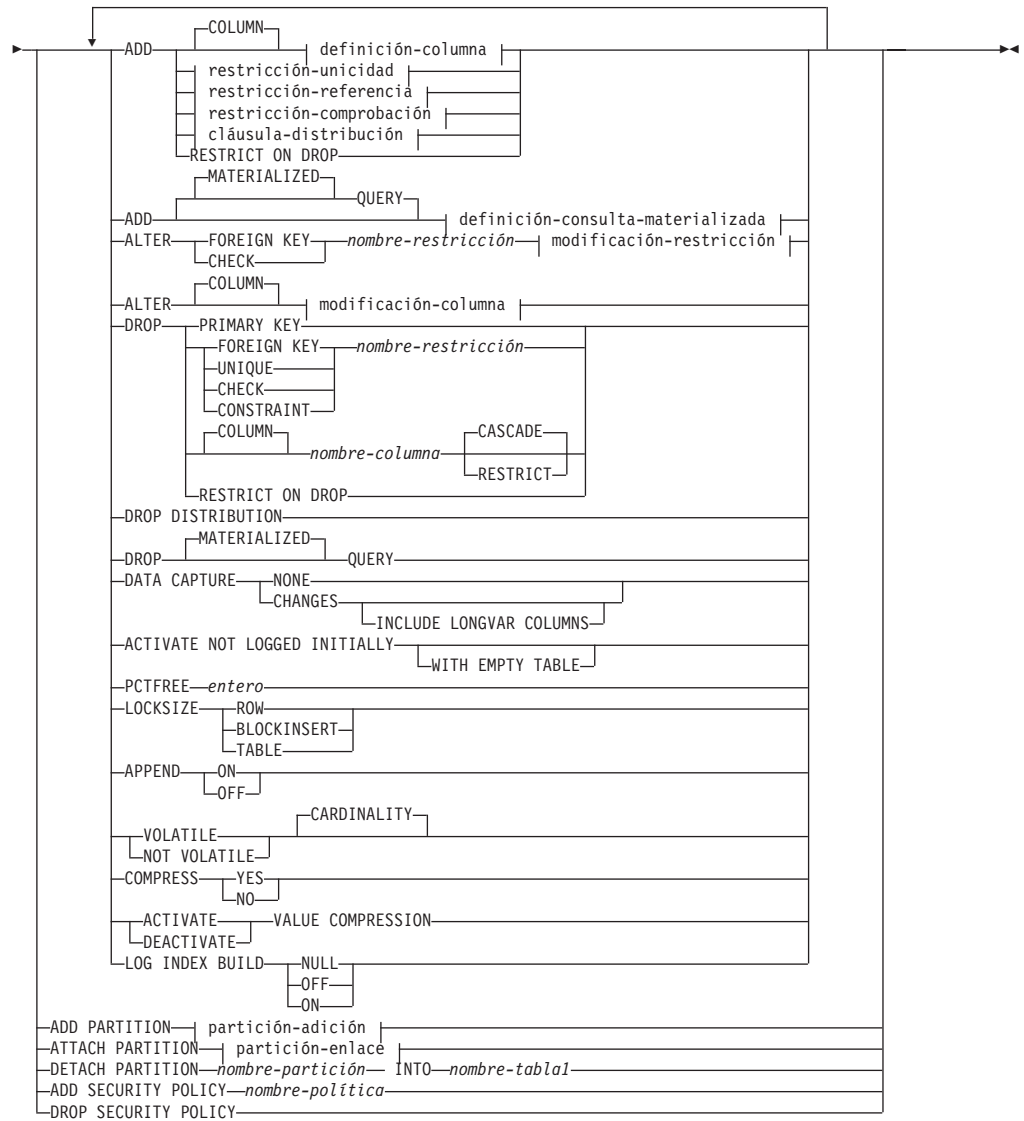 COLUMN
ADD definición-columna
restricción-unicidad
restricción-referencia
restricción-comprobación
cláusula-distribución
RESTRICT ON DROP
MATERIALIZED
QUERY
ADD definición-consulta-materializada
ALTER FOREIGN KEY nombre-restricción modificación-restricción
CHECK
COLUMN
ALTER modificación-columna
DROP PRIMARY KEY
FOREIGN KEY nombre-restricción
UNIQUE
CHECK
CONSTRAINT
COLUMN CASCADE
nombre-columna
RESTRICT
RESTRICT ON DROP
DROP DISTRIBUTION
MATERIALIZED
DROP QUERY
DATA CAPTURE NONE
CHANGES
INCLUDE LONGVAR COLUMNS
ACTIVATE NOT LOGGED INITIALLY
WITH EMPTY TABLE
PCTFREE entero
LOCKSIZE ROW
BLOCKINSERT
TABLE
APPEND ON
OFF
CARDINALITY
VOLATILE
NOT VOLATILE
COMPRESS YES
NO
ACTIVATE VALUE COMPRESSION
DEACTIVATE
LOG INDEX BUILD NULL
OFF
ON
ADD PARTITION partición-adición
ATTACH PARTITION partición-enlace
DETACH PARTITION nombre-partición INTO nombre-tabla1
ADD SECURITY POLICY nombre-política
DROP SECURITY POLICY